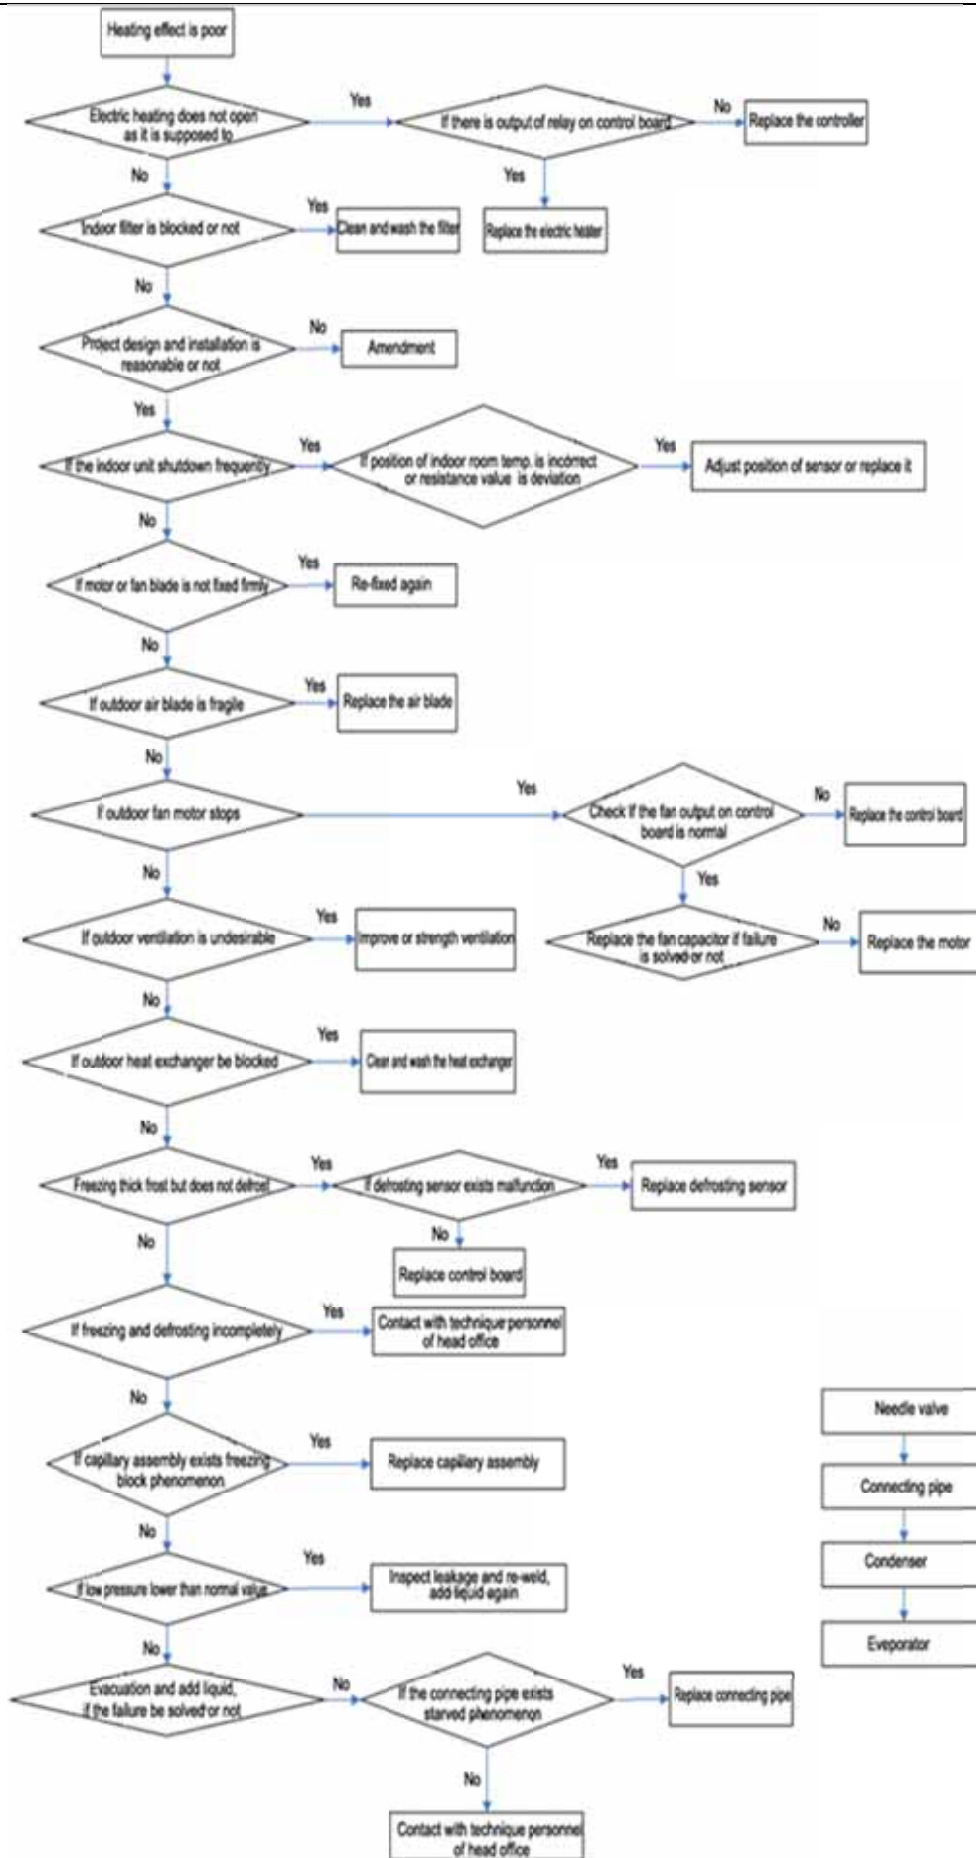 Heating effect is poor
Electric heating does not open
as it is supposed to
Yes
If there is output of relay on control board
No
Replace the controller
No
Yes
Indoor filter is blocked or not
Yes
Clean and wash the filter
Replace the electric heater
No
Project design and installation is
reasonable or not
No
Amendment
Yes
If the indoor unit shutdown frequently
Yes
If position of indoor room temp. is incorrect
or resistance value is deviation
Yes
Adjust position of sensor or replace it
No
If motor or fan blade is not fixed firmly
Yes
Re-fixed again
No
If outdoor air blade is fragile
Yes
Replace the air blade
No
If outdoor fan motor stops
Yes
Check if the fan output on control
board is normal
No
Replace the control board
No
Yes
If outdoor ventilation is undesirable
Yes
Improve or strength ventilation
Replace the fan capacitor if failure
is solved or not
No
Replace the motor
No
If outdoor heat exchanger be blocked
Yes
Clean and wash the heat exchanger
No
Freezing thick frost but does not defrost
Yes
If defrosting sensor exists malfunction
Yes
Replace defrosting sensor
No
No
Replace control board
If freezing and defrosting incompletely
Yes
Contact with technique personnel
of head office
No
If capillary assembly exists freezing
block phenomenon
Yes
Replace capillary assembly
No
If low pressure lower than normal value
Yes
Inspect leakage and re-weld,
add liquid again
No
Evacuation and add liquid,
if the failure be solved or not
No
If the connecting pipe exists
starved phenomenon
Yes
Replace connecting pipe
No
Contact with technique personnel
of head office
Needle valve
Connecting pipe
Condenser
Eveporator